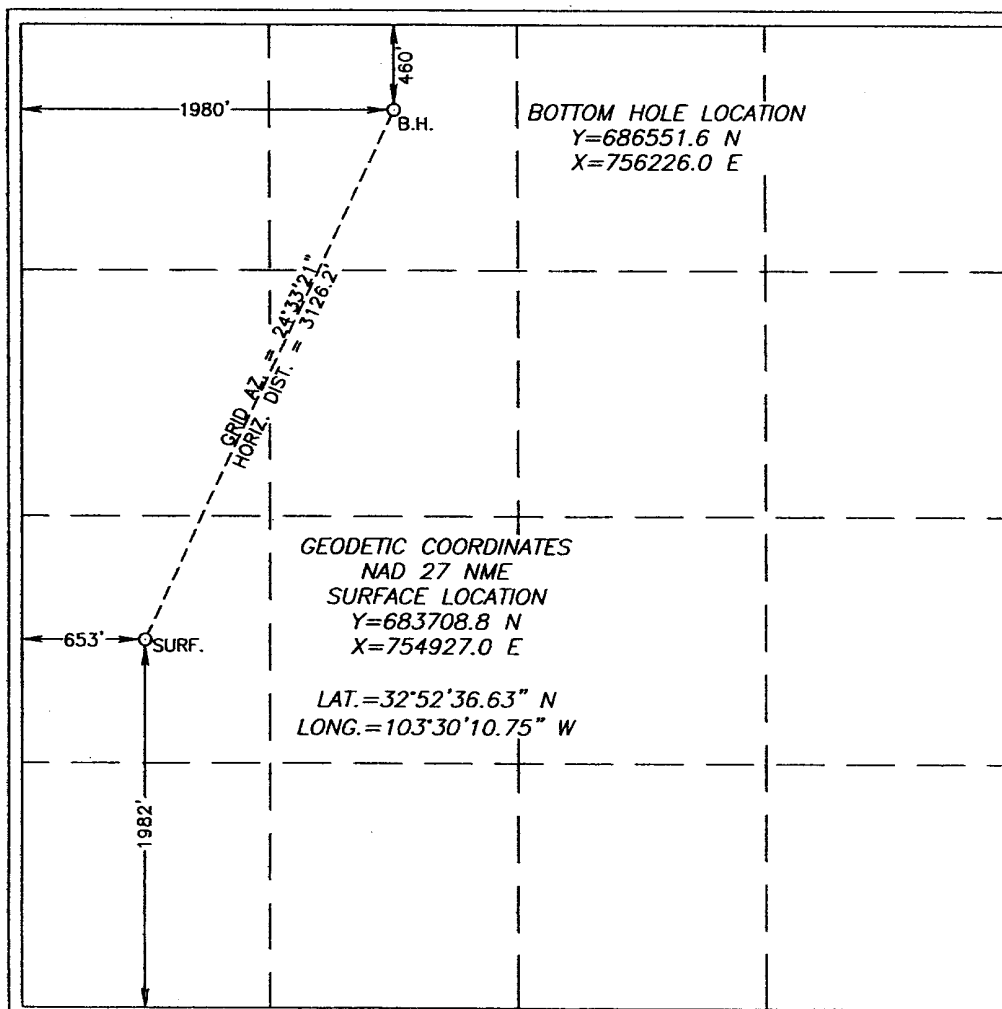 460'
1980'
B.H.
BOTTOM HOLE LOCATION
Y=686551.6 N
X=756226.0 E
GRID AZ. = 24°33'21"
HORIZ. DIST. = 3126.2'
GEODETIC COORDINATES
NAD 27 NME
SURFACE LOCATION
Y=683708.8 N
X=754927.0 E
653'
SURF.
LAT.=32°52'36.63" N
LONG.=103°30'10.75" W
1982'